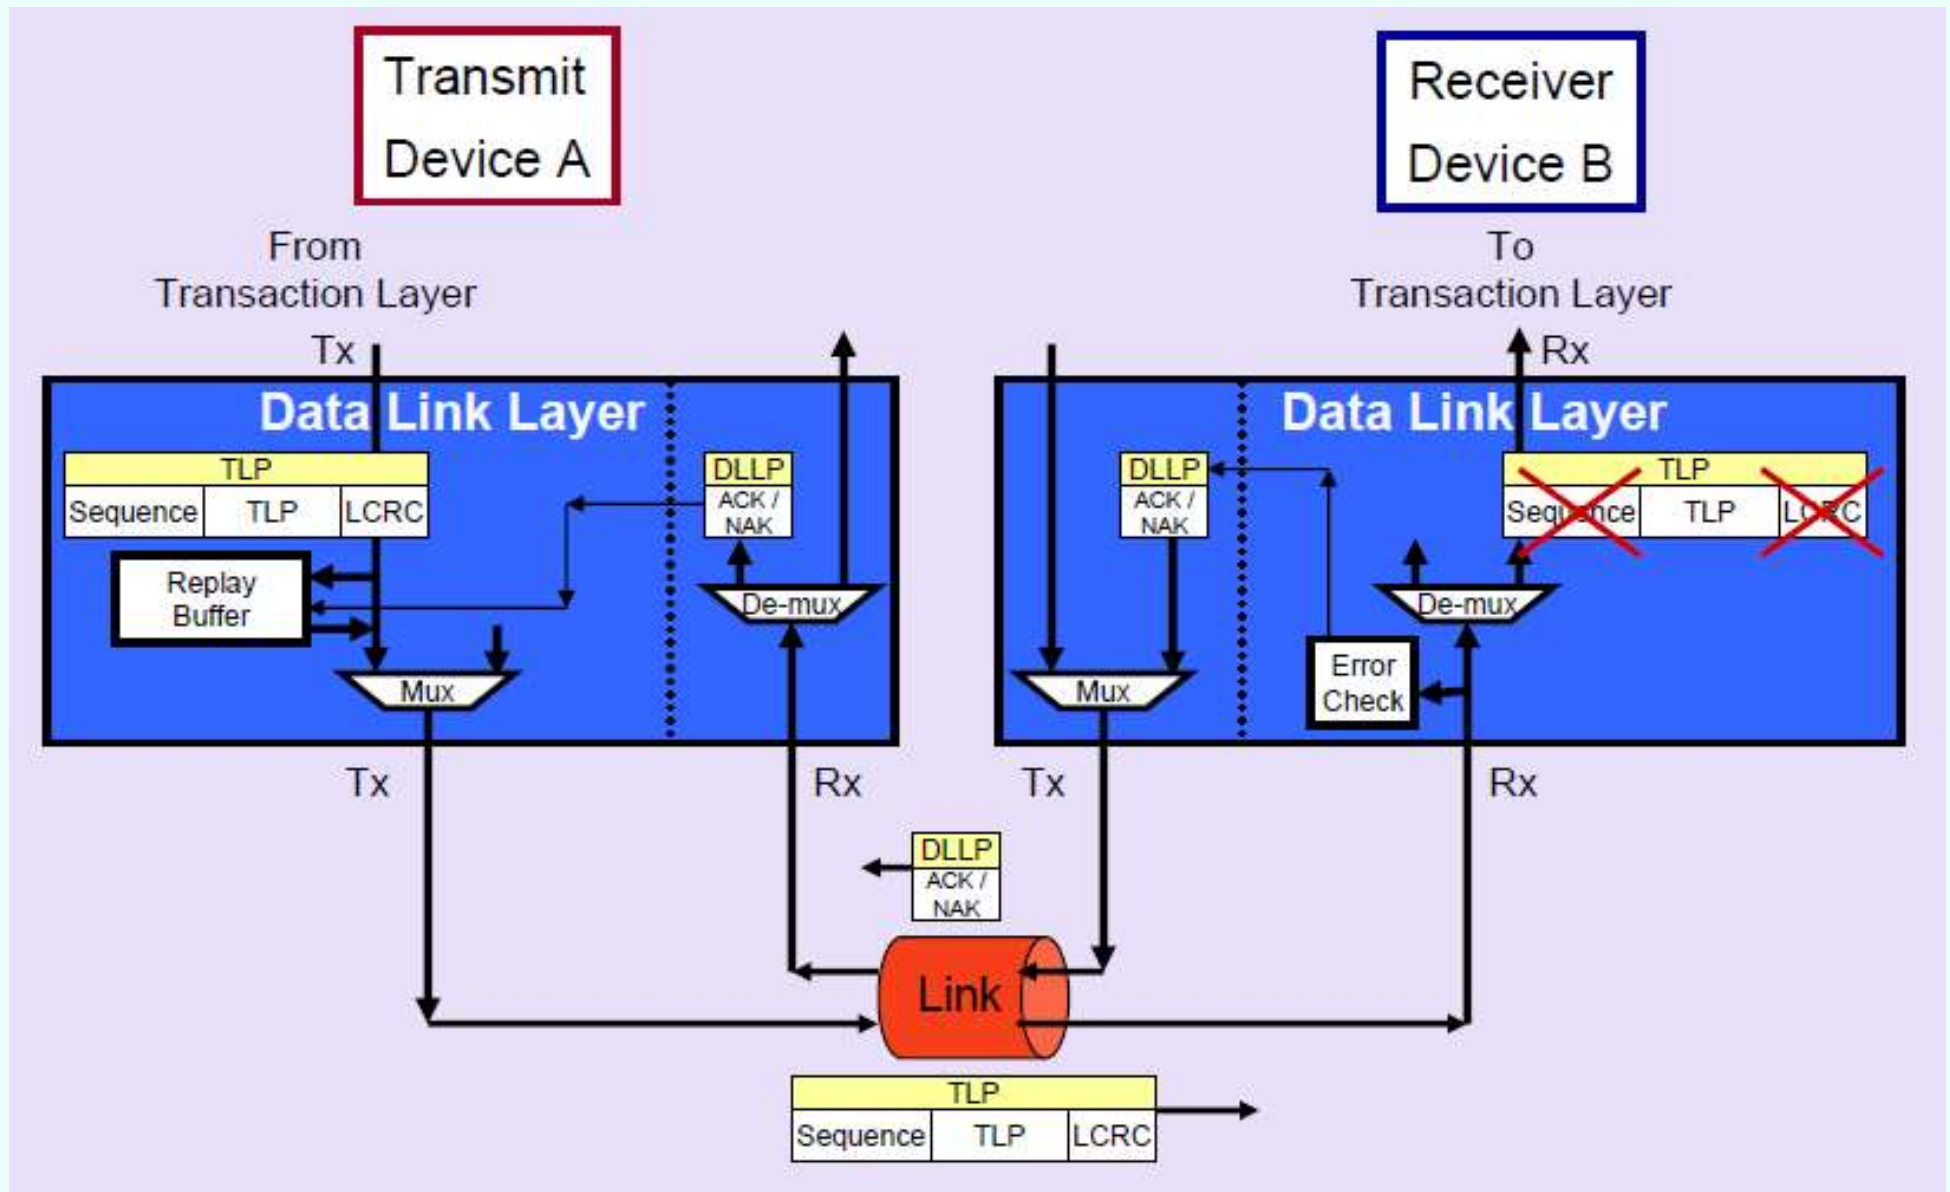 Transmit
Device A
Receiver
Device B
From
Transaction Layer
Tx
To
Transaction Layer
Rx
Data Link Layer
TLP
Sequence TLP LCRC
Replay
Buffer
Mux
DLLP
ACK /
NAK
De-mux
Data Link Layer
DLLP
ACK /
NAK
Mux
TLP
Sequence TLP LCRC
De-mux
Error
Check
Tx
Rx
Tx
Rx
DLLP
ACK /
NAK
Link
TLP
Sequence TLP LCRC